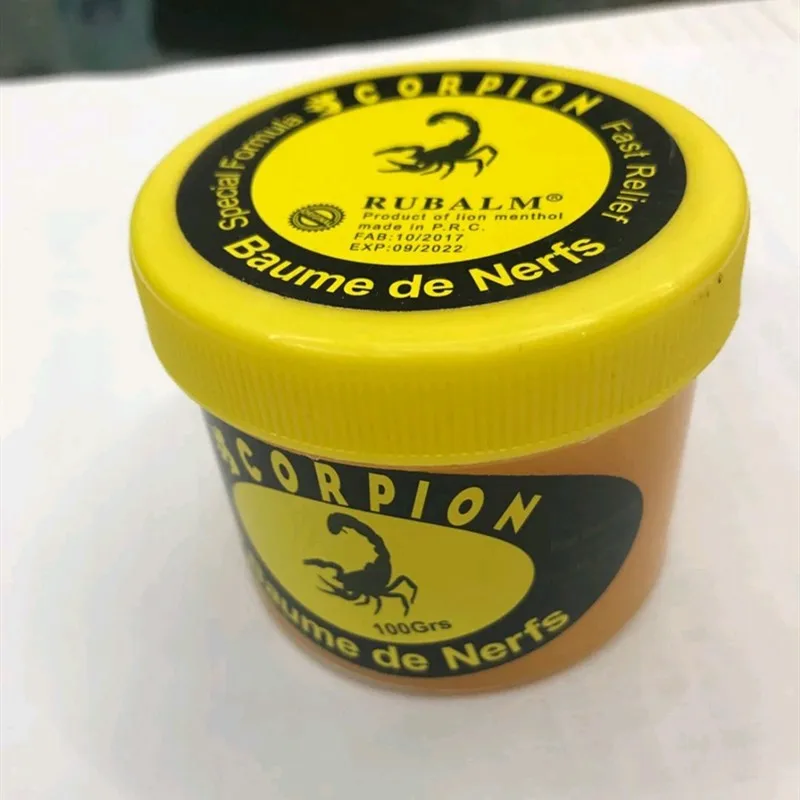 SCORPION
Special Formula
Fast Relief
RUBALM®
Product of lion menthol
made in P.R.C.
FAB:10/2017
EXP:09/2022
Baume de Nerfs
SCORPION
100Grs
Baume de Nerfs